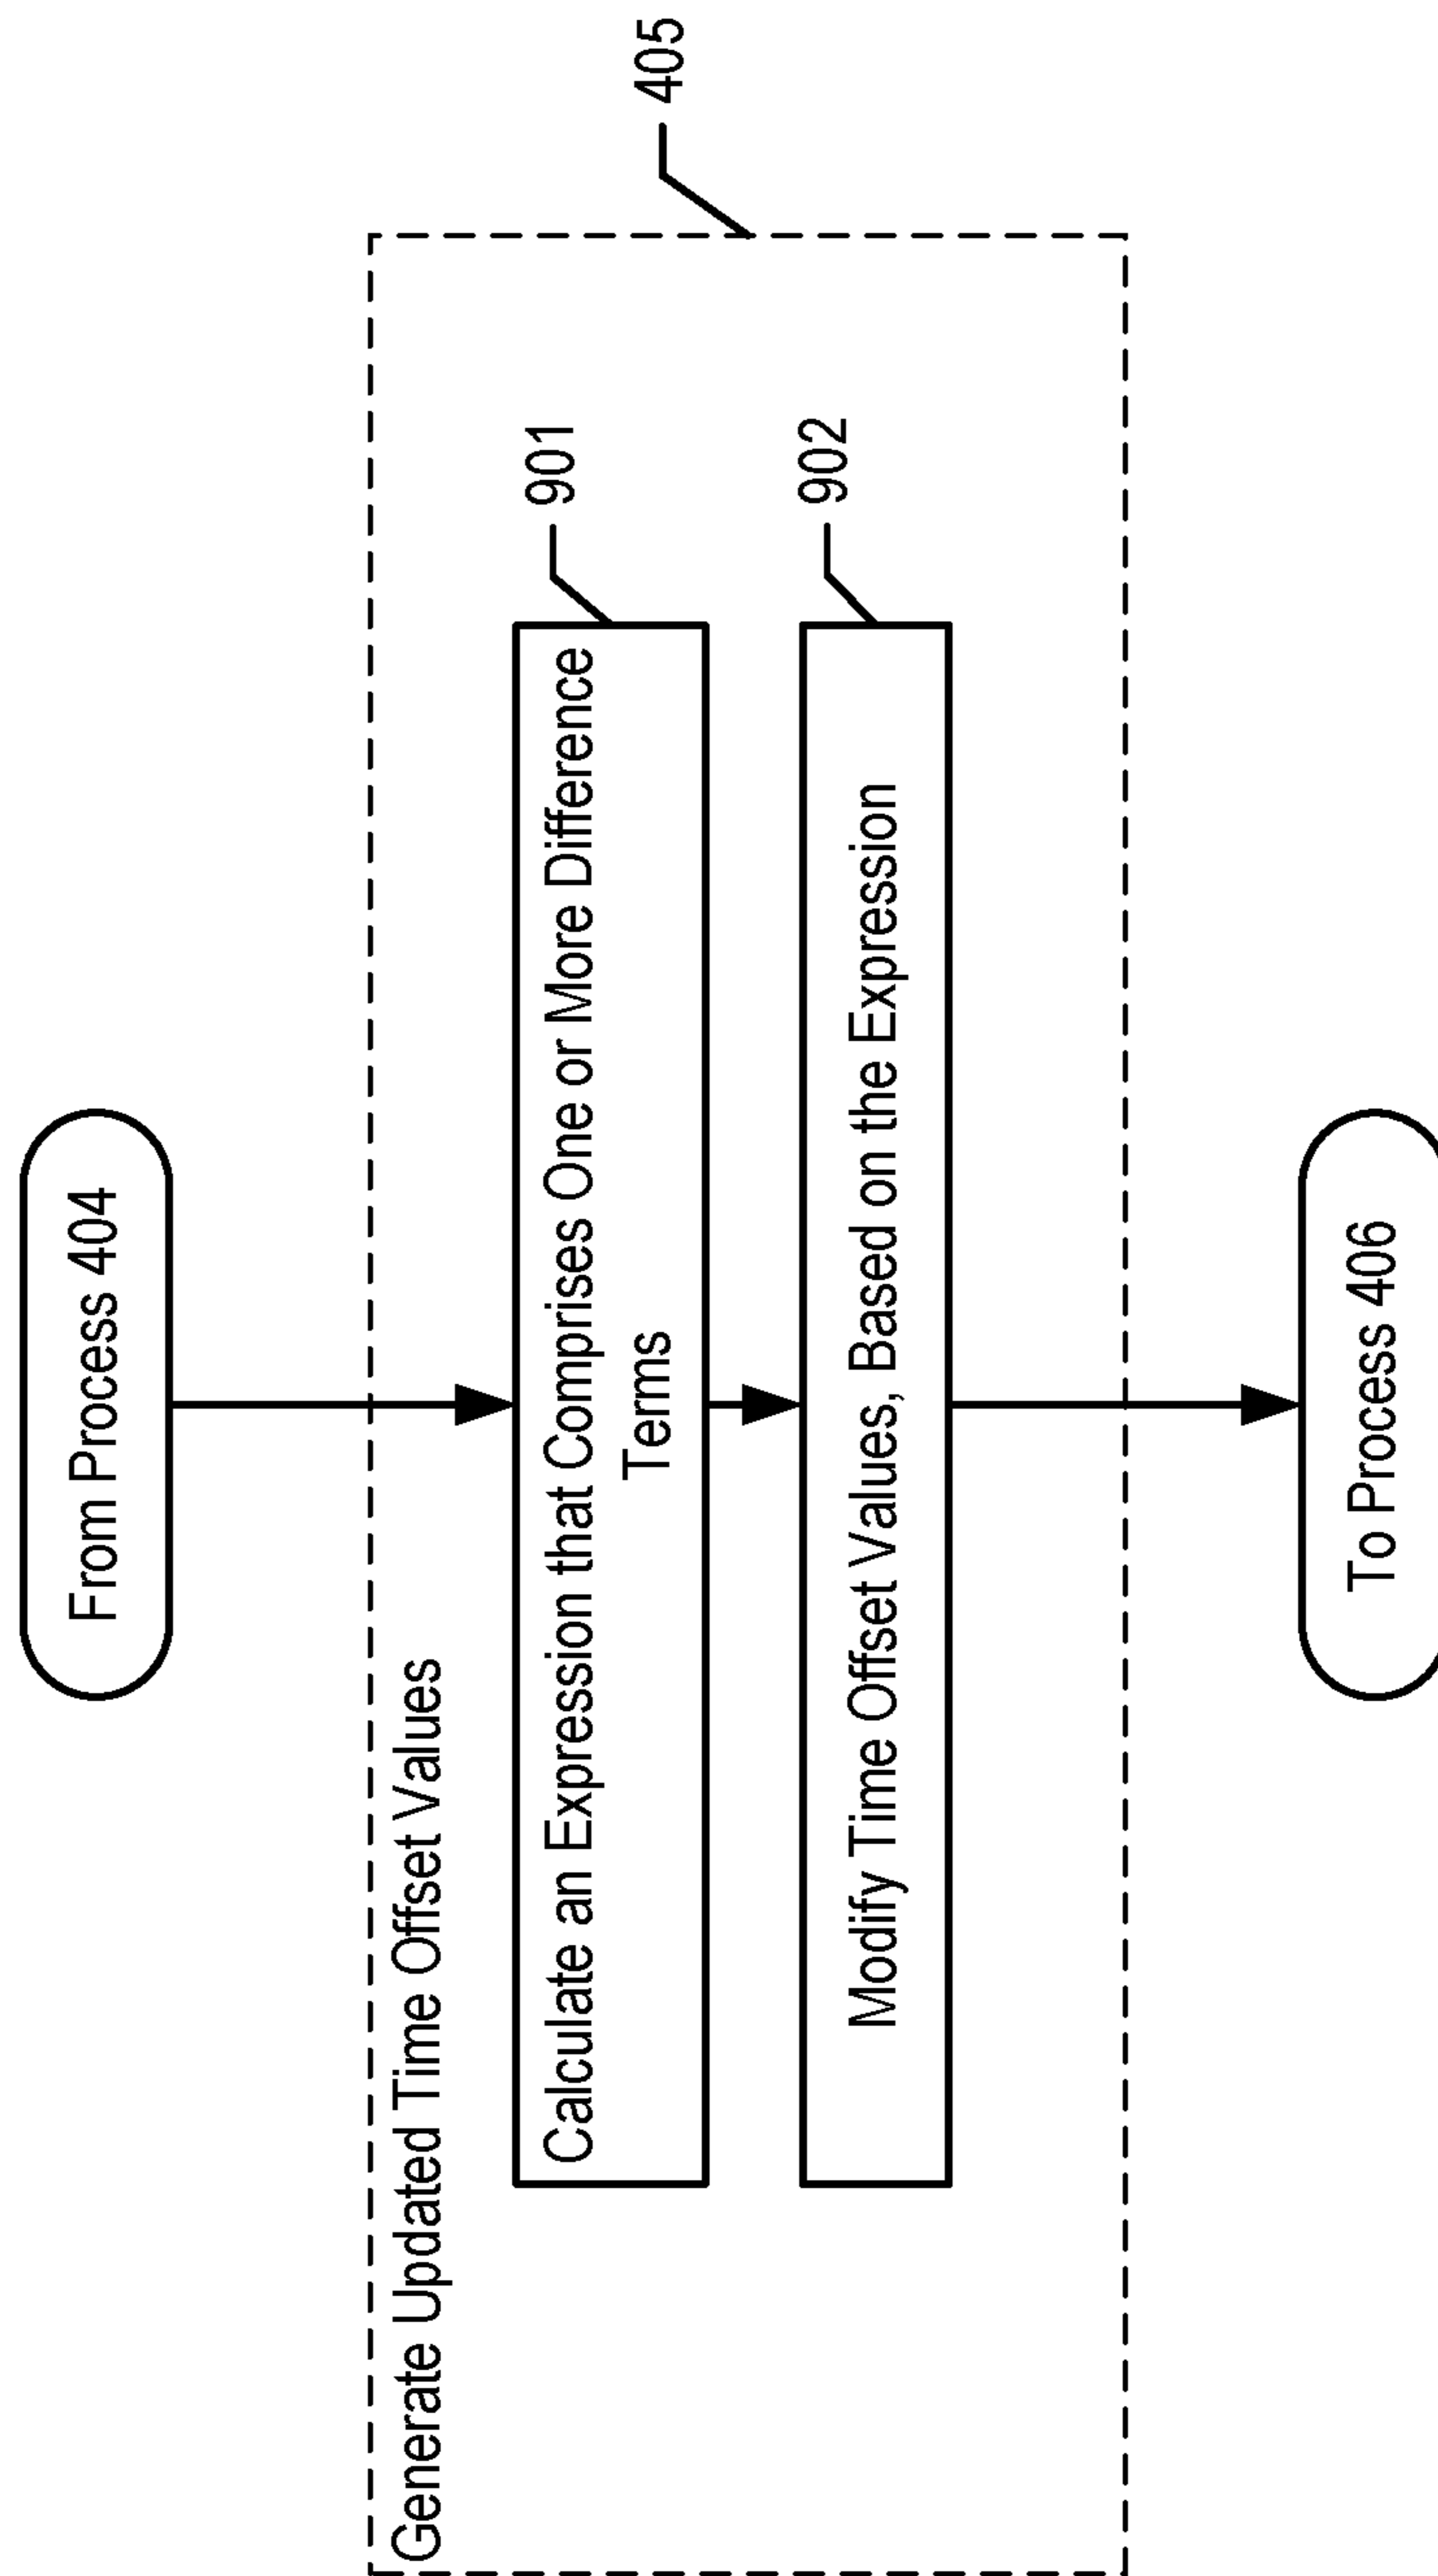 From Process 404
405
Generate Updated Time Offset Values
901
Calculate an Expression that Comprises One or More Difference
Terms
902
Modify Time Offset Values, Based on the Expression
To Process 406